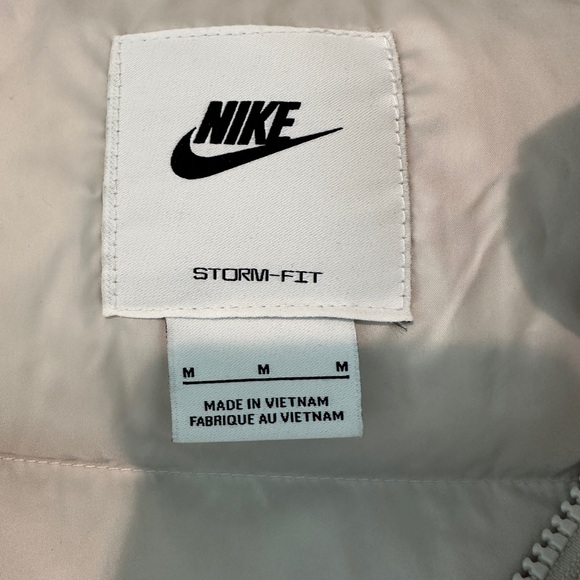 NIKE
STORM-FIT
M M M
MADE IN VIETNAM
FABRIQUE AU VIETNAM